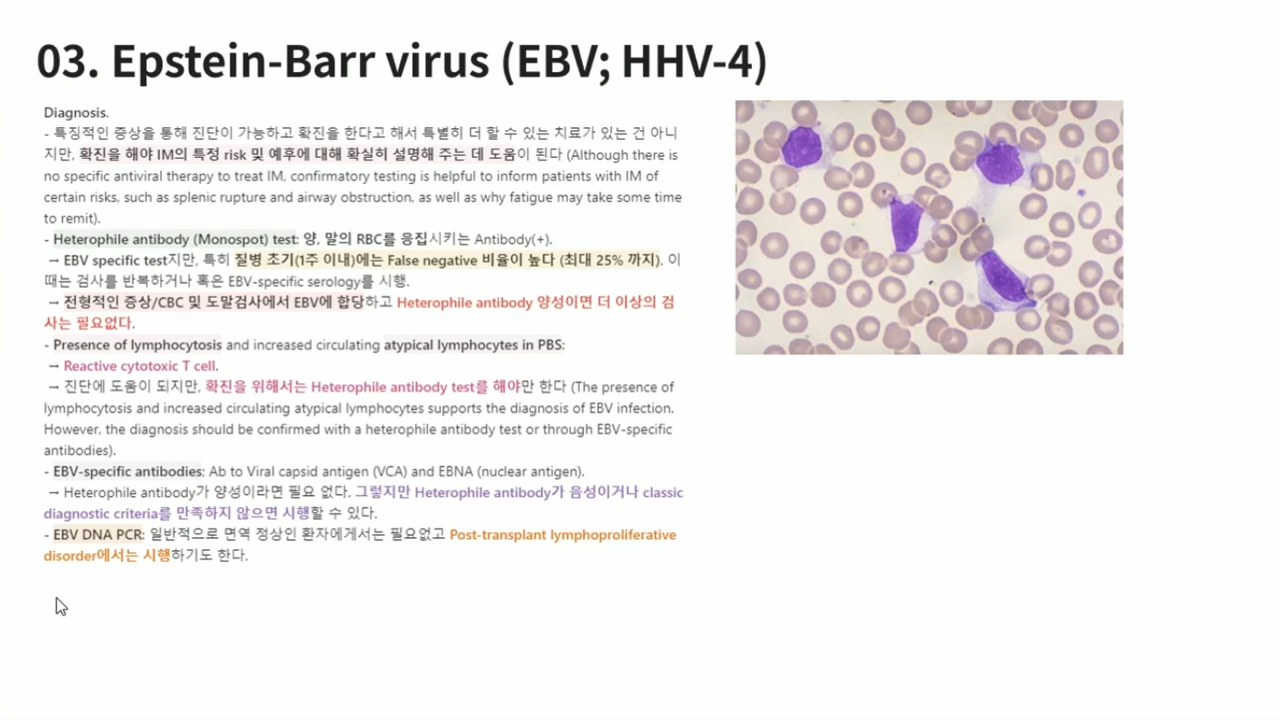 03. Epstein-Barr virus (EBV; HHV-4)
Diagnosis.
- 특징적인 증상을 통해 진단이 가능하고 확진을 한다고 해서 특별히 더 할 수 있는 치료가 있는 건 아니
지만, 확진을 해야 IM의 특정 risk 및 예후에 대해 확실히 설명해 주는 데 도움이 된다 (Although there is
no specific antiviral therapy to treat IM, confirmatory testing is helpful to inform patients with IM of
certain risks, such as splenic rupture and airway obstruction, as well as why fatigue may take some time
to remit).
- Heterophile antibody (Monospot) test: 양, 말의 RBC를 응집시키는 Antibody(+).
→ EBV specific test지만, 특히 질병 초기(1주 이내)에는 False negative 비율이 높다 (최대 25% 까지). 이
때는 검사를 반복하거나 혹은 EBV-specific serology를 시행.
→ 전형적인 증상/CBC 및 도말검사에서 EBV에 합당하고 Heterophile antibody 양성이면 더 이상의 검
사는 필요없다.
- Presence of lymphocytosis and increased circulating atypical lymphocytes in PBS:
→ Reactive cytotoxic T cell.
→ 진단에 도움이 되지만, 확진을 위해서는 Heterophile antibody test를 해야만 한다 (The presence of
lymphocytosis and increased circulating atypical lymphocytes supports the diagnosis of EBV infection.
However, the diagnosis should be confirmed with a heterophile antibody test or through EBV-specific
antibodies).
- EBV-specific antibodies: Ab to Viral capsid antigen (VCA) and EBNA (nuclear antigen).
→ Heterophile antibody가 양성이라면 필요 없다. 그렇지만 Heterophile antibody가 음성이거나 classic
diagnostic criteria를 만족하지 않으면 시행할 수 있다.
- EBV DNA PCR: 일반적으로 면역 정상인 환자에게서는 필요없고 Post-transplant lymphoproliferative
disorder에서는 시행하기도 한다.